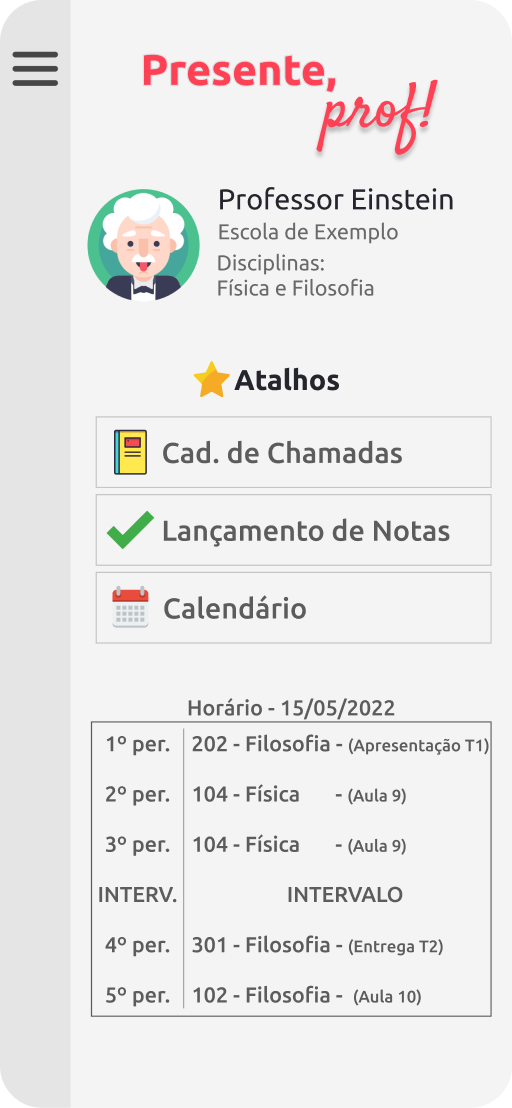 Presente,
prof!
Professor Einstein
Escola de Exemplo
Disciplinas:
Física e Filosofia
Atalhos
Cad. de Chamadas
Lançamento de Notas
Calendário
Horário - 15/05/2022
1º per. 202 - Filosofia - (Apresentação T1)
2º per. 104 - Física - (Aula 9)
3º per. 104 - Física - (Aula 9)
INTERV. INTERVALO
4º per. 301 - Filosofia - (Entrega T2)
5º per. 102 - Filosofia - (Aula 10)